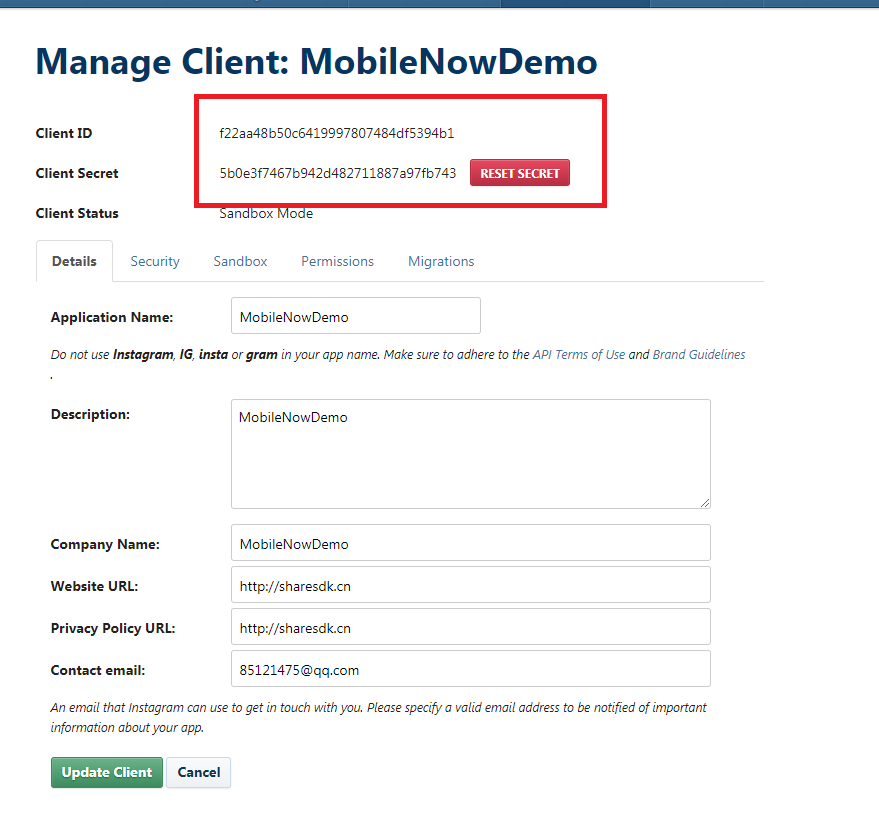 Manage Client: MobileNowDemo
Client ID f22aa48b50c6419997807484df5394b1
Client Secret 5b0e3f7467b942d482711887a97fb743 RESET SECRET
Client Status Sandbox Mode
Details Security Sandbox Permissions Migrations
Application Name: MobileNowDemo
Do not use Instagram, IG, insta or gram in your app name. Make sure to adhere to the API Terms of Use and Brand Guidelines
.
Description: MobileNowDemo
Company Name: MobileNowDemo
Website URL: http://sharesdk.cn
Privacy Policy URL: http://sharesdk.cn
Contact email: 85121475@qq.com
An email that Instagram can use to get in touch with you. Please specify a valid email address to be notified of important
information about your app.
Update Client Cancel